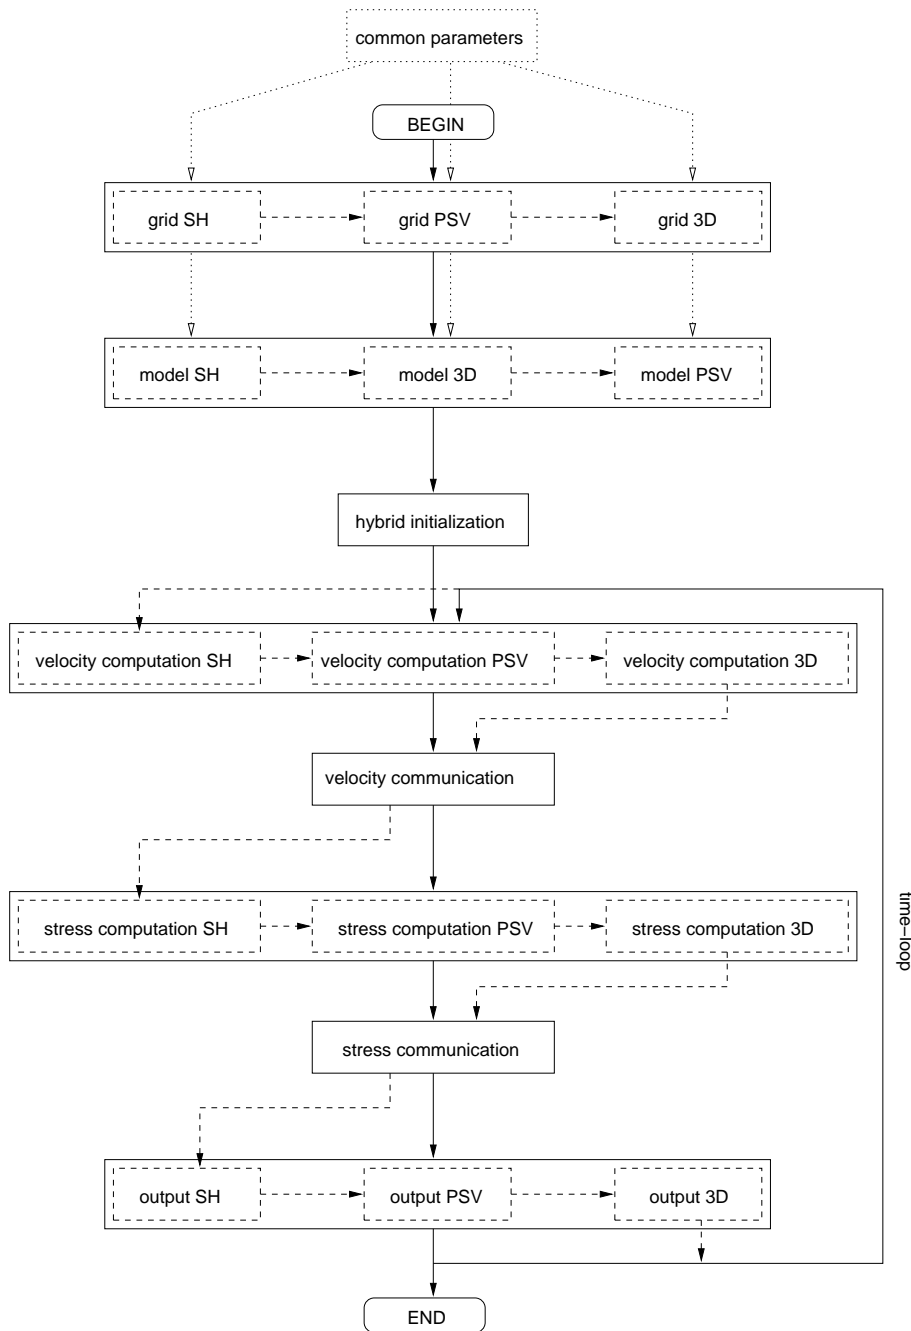 common parameters
BEGIN
grid SH
grid PSV
grid 3D
model SH
model 3D
model PSV
hybrid initialization
velocity computation SH
velocity computation PSV
velocity computation 3D
velocity communication
stress computation SH
stress computation PSV
stress computation 3D
time−loop
stress communication
output SH
output PSV
output 3D
END